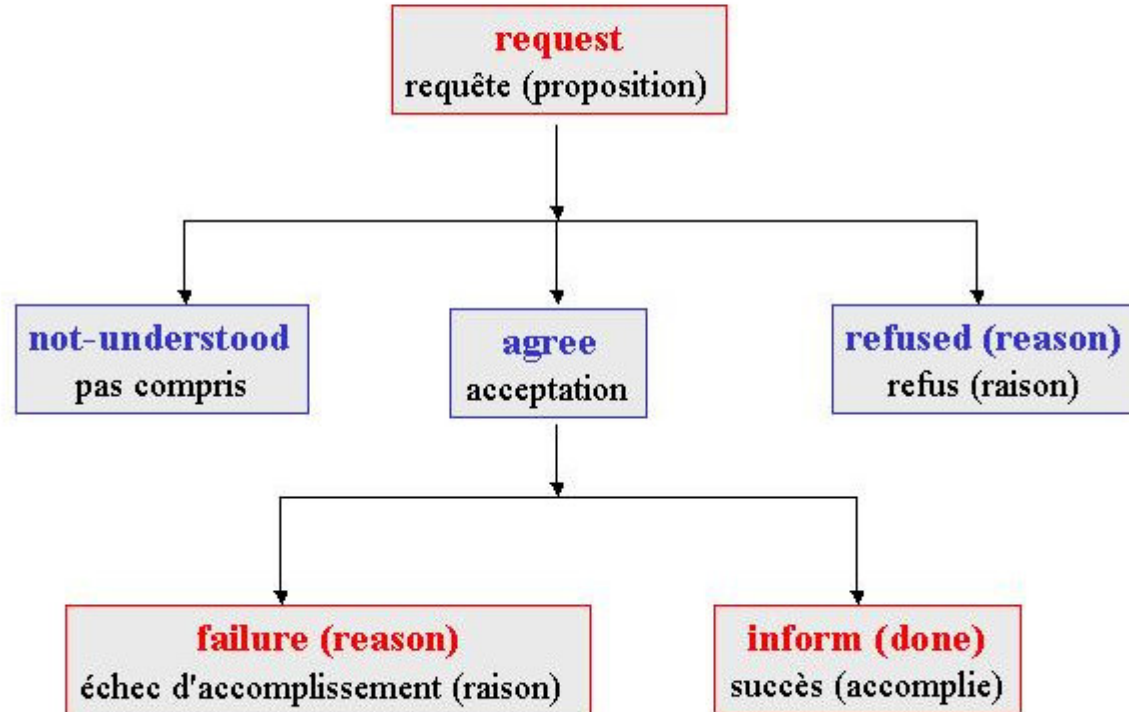 request
requête (proposition)
not-understood
pas compris
agree
acceptation
refused (reason)
refus (raison)
failure (reason)
échec d'accomplissement (raison)
inform (done)
succès (accomplie)